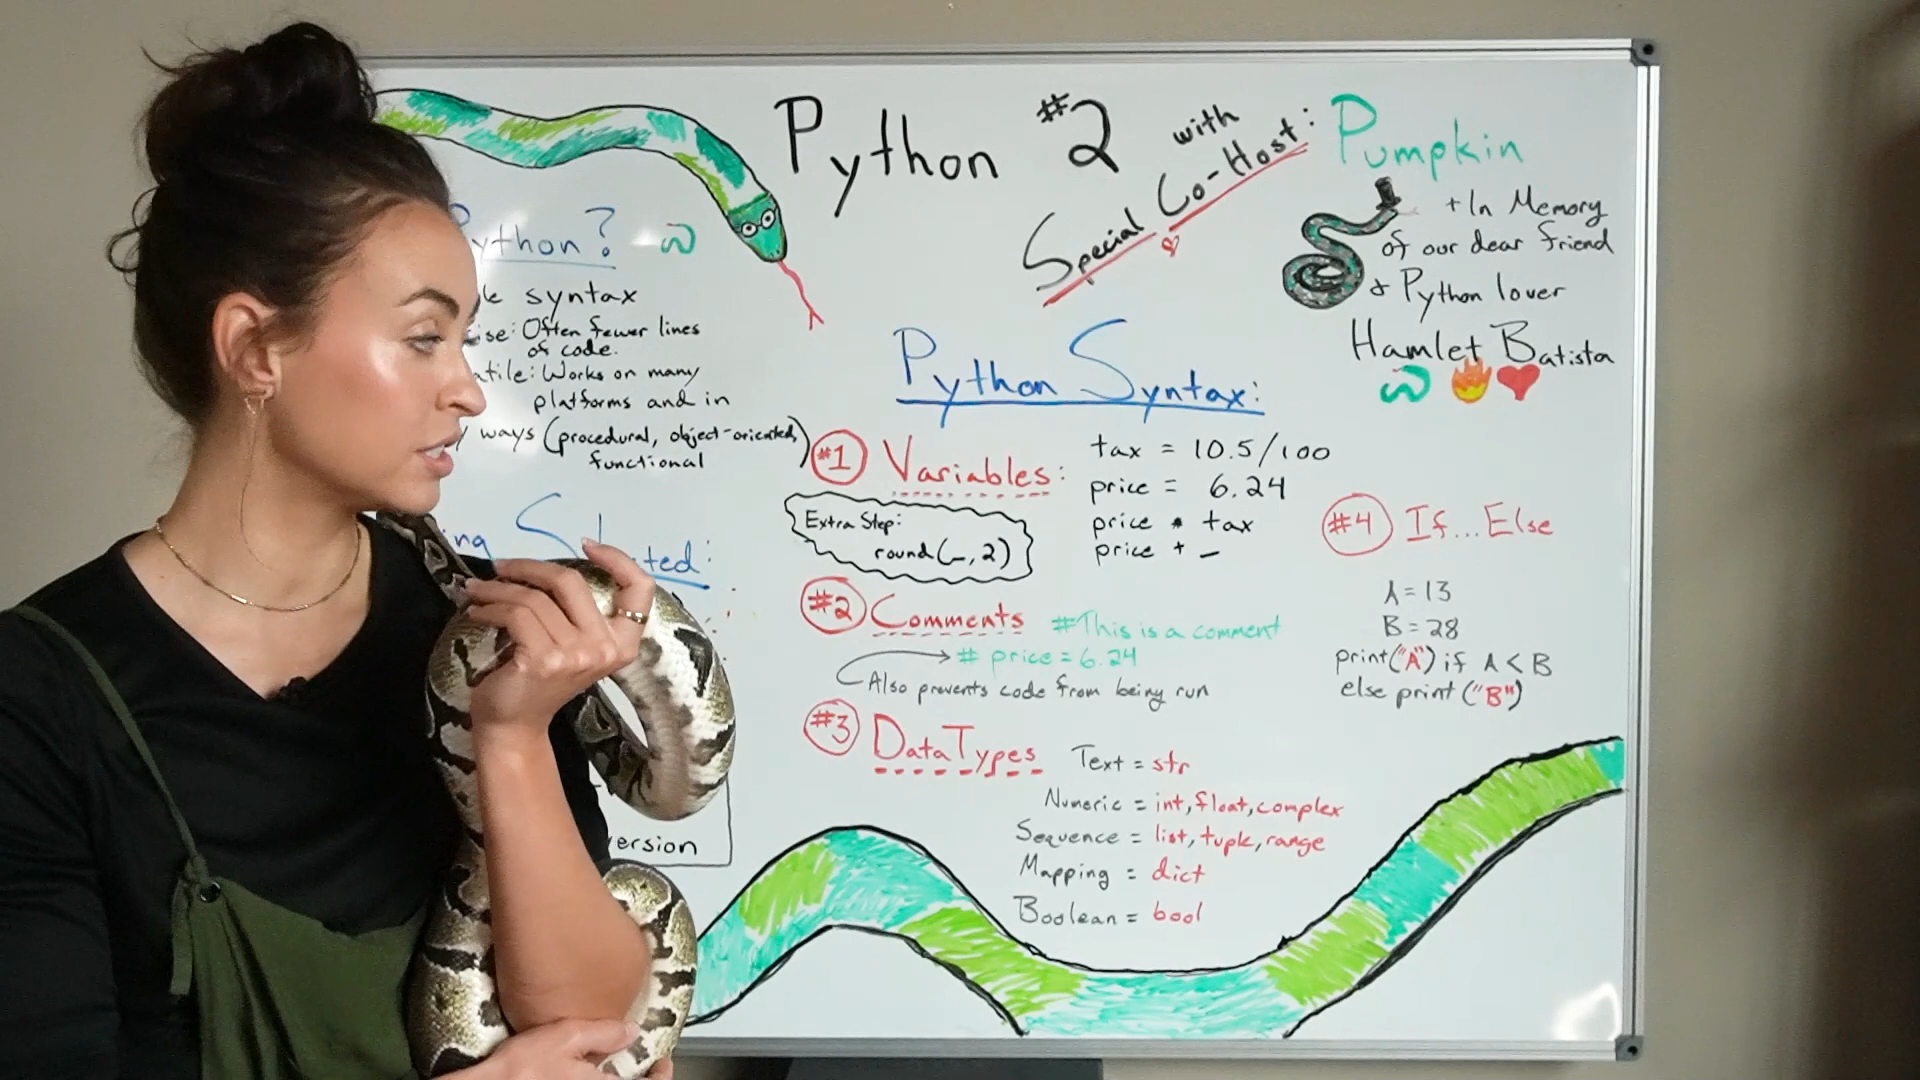 Python #2
with
Special Co-Host:
Pumpkin
+ In Memory
of our dear friend
& Python lover
Hamlet Batista
Python?
syntax
Often fewer lines
of code.
Works on many
platforms and in
ways (procedural, object-oriented,
functional)
Python Syntax:
#1 Variables:
tax = 10.5/100
price = 6.24
price * tax
price + _
Extra Step:
round(_, 2)
#2 Comments
#This is a comment
# price = 6.24
Also prevents code from being run
#3 Data Types
Text = str
Numeric = int, float, complex
Sequence = list, tuple, range
Mapping = dict
Boolean = bool
#4 If...Else
A = 13
B = 28
print("A") if A < B
else print("B")